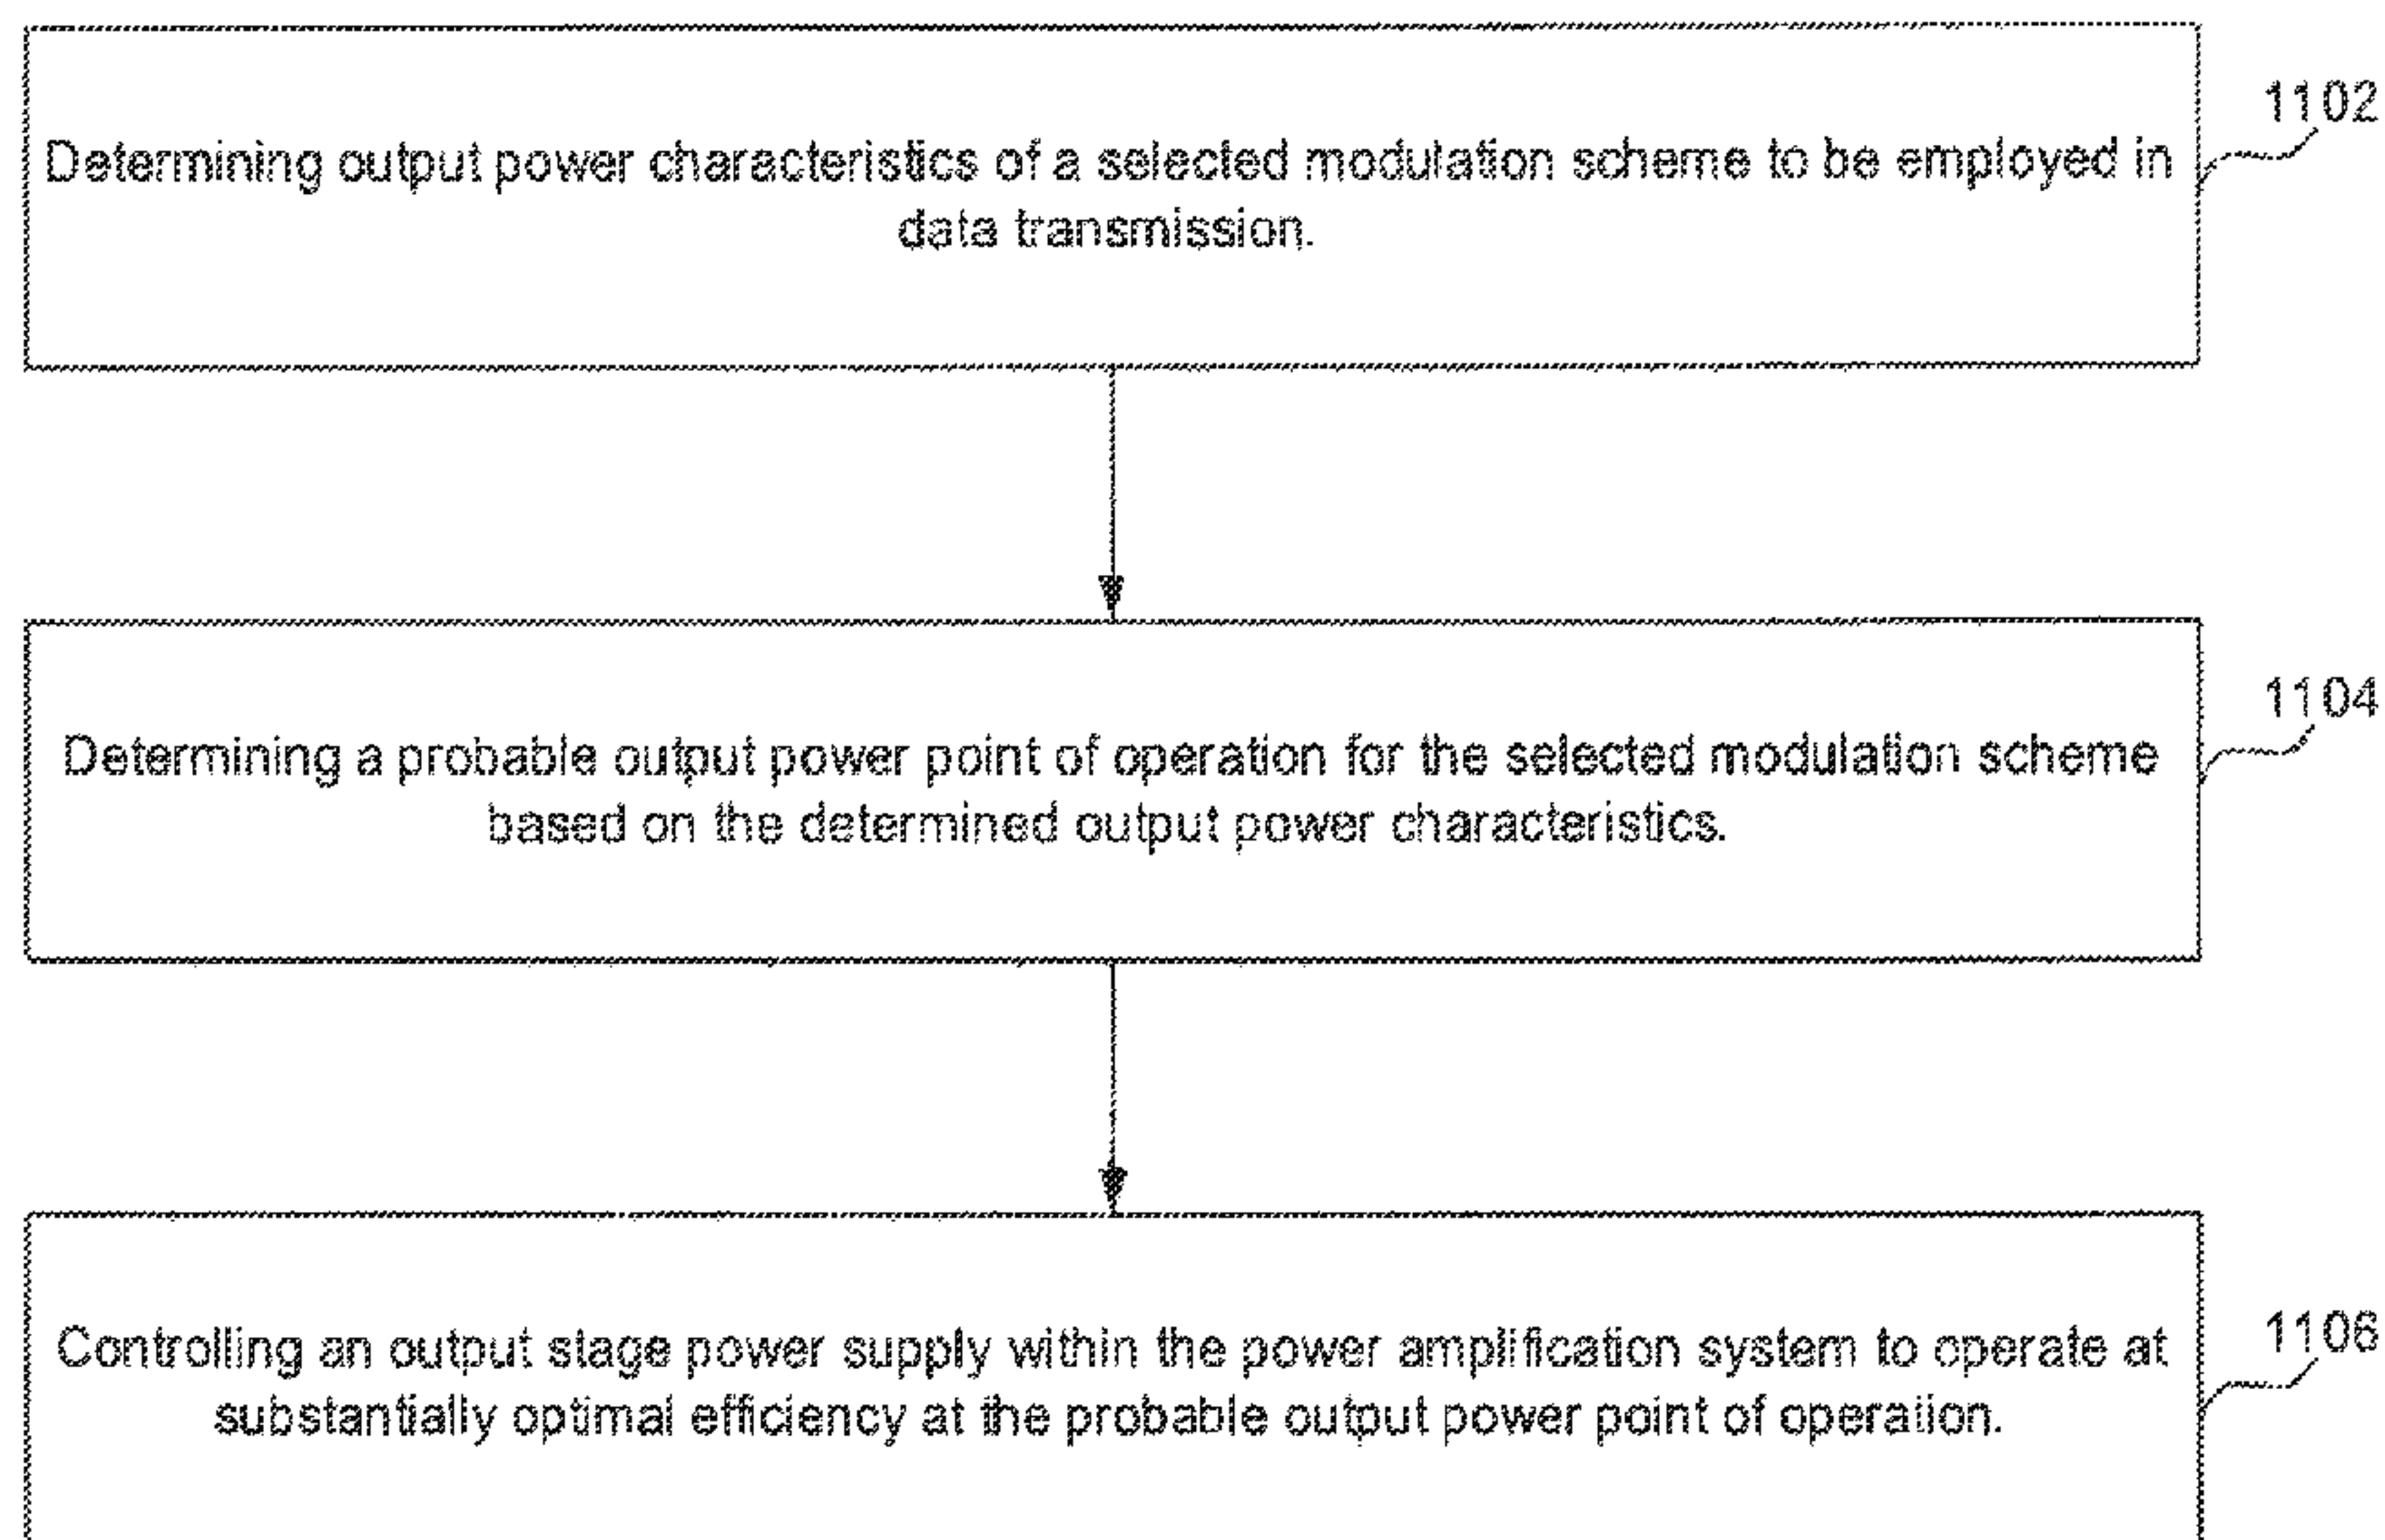 1102
Determining output power characteristics of a selected modulation scheme to be employed in
data transmission.
1104
Determining a probable output power point of operation for the selected modulation scheme
based on the determined output power characteristics.
1106
Controlling an output stage power supply within the power amplification system to operate at
substantially optimal efficiency at the probable output power point of operation.